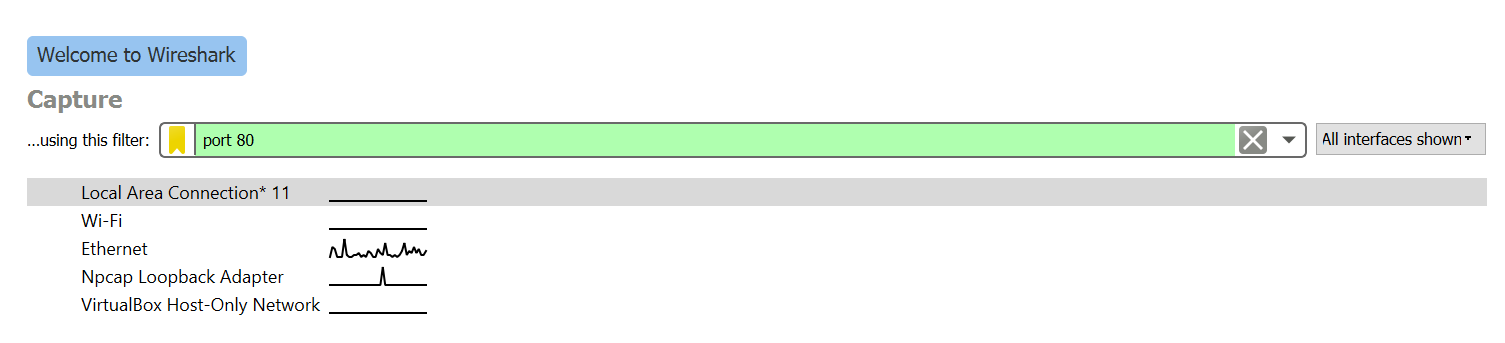 Welcome to Wireshark
Capture
...using this filter: port 80 All interfaces shown
Local Area Connection* 11
Wi-Fi
Ethernet
Npcap Loopback Adapter
VirtualBox Host-Only Network